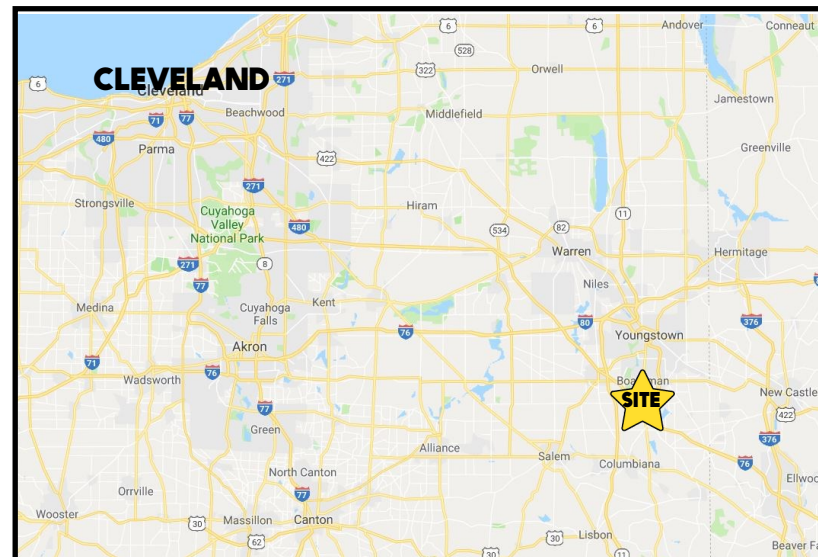 Andover
Conneaut
6
6
528
322
Orwell
CLEVELAND
Cleveland
271
6
Beachwood
Middlefield
Jamestown
71
77
480
Parma
422
Greenville
271
Strongsville
Cuyahoga
Valley
National Park
Hiram
11
480
534
82
Warren
Hermitage
271
8
77
Niles
Medina
Cuyahoga
Falls
Kent
80
376
76
Youngstown
Akron
71
76
Wadsworth
Boardman
SITE
New Castle
77
422
Green
376
Alliance
Salem
Columbiana
76
North Canton
Ellwo
Orrville
77
Wooster
30
Massillon
Canton
62
30
Lisbon
30
11
Beaver Fa